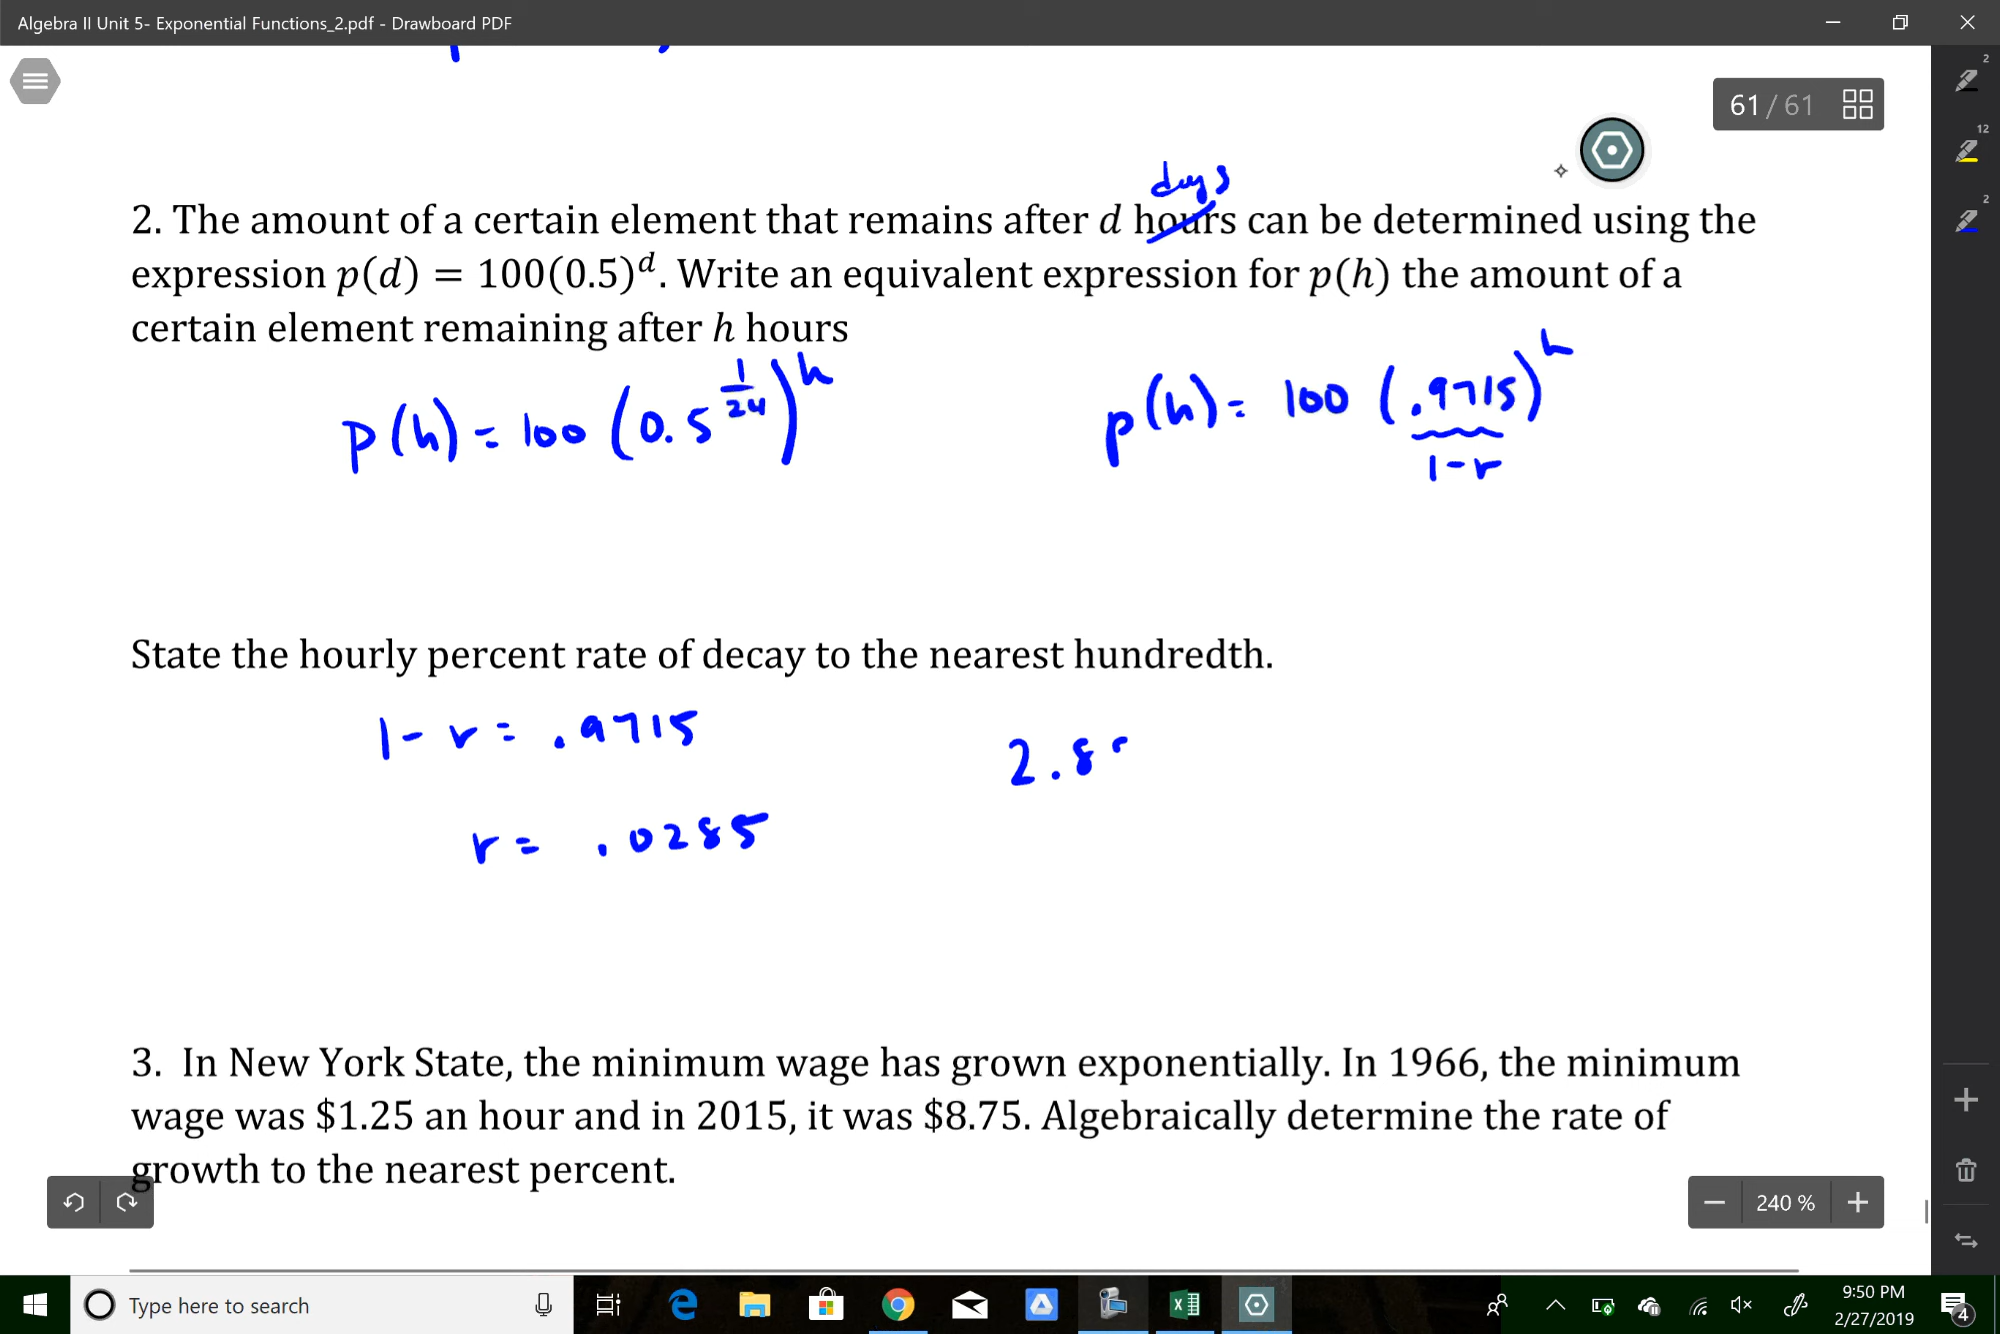 Algebra II Unit 5- Exponential Functions_2.pdf - Drawboard PDF
2
61 / 61
12
days
2
2. The amount of a certain element that remains after d hours can be determined using the
expression p(d) = 100(0.5)^d. Write an equivalent expression for p(h) the amount of a
certain element remaining after h hours
p(h) = 100 (0.5^(1/24))^h
p(h) = 100 (.9715)^h
1-r
State the hourly percent rate of decay to the nearest hundredth.
1-r = .9715
2.8
r = .0285
3. In New York State, the minimum wage has grown exponentially. In 1966, the minimum
wage was $1.25 an hour and in 2015, it was $8.75. Algebraically determine the rate of
growth to the nearest percent.
240 %
Type here to search
9:50 PM
2/27/2019
4